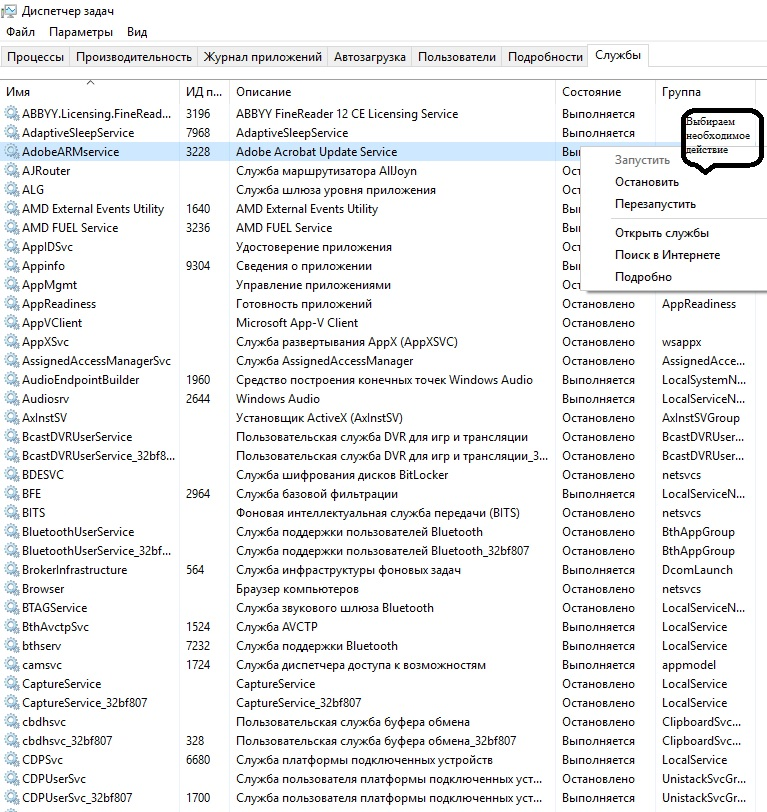 Диспетчер задач
Файл Параметры Вид
Процессы Производительность Журнал приложений Автозагрузка Пользователи Подробности Службы
Имя ИД п... Описание Состояние Группа
ABBYY.Licensing.FineRead... 3196 ABBYY FineReader 12 CE Licensing Service Выполняется
AdaptiveSleepService 7968 AdaptiveSleepService Выполняется
AdobeARMservice 3228 Adobe Acrobat Update Service Вы
AJRouter Служба маршрутизатора AllJoyn Ос
ALG Служба шлюза уровня приложения Ос
AMD External Events Utility 1640 AMD External Events Utility Вы
AMD FUEL Service 3236 AMD FUEL Service Вы
AppIDSvc Удостоверение приложения Ос
Appinfo 9304 Сведения о приложении Вы
AppMgmt Управление приложениями Ос
AppReadiness Готовность приложений Остановлено AppReadiness
AppVClient Microsoft App-V Client Остановлено
AppXSvc Служба развертывания AppX (AppXSVC) Остановлено wsappx
AssignedAccessManagerSvc Служба AssignedAccessManager Остановлено AssignedAcce...
AudioEndpointBuilder 1960 Средство построения конечных точек Windows Audio Выполняется LocalSystemN...
Audiosrv 2644 Windows Audio Выполняется LocalServiceN...
AxInstSV Установщик ActiveX (AxInstSV) Остановлено AxInstSVGroup
BcastDVRUserService Пользовательская служба DVR для игр и трансляции Остановлено BcastDVRUser...
BcastDVRUserService_32bf8... Пользовательская служба DVR для игр и трансляции_3... Остановлено BcastDVRUser...
BDESVC Служба шифрования дисков BitLocker Остановлено netsvcs
BFE 2964 Служба базовой фильтрации Выполняется LocalServiceN...
BITS Фоновая интеллектуальная служба передачи (BITS) Остановлено netsvcs
BluetoothUserService Служба поддержки пользователей Bluetooth Остановлено BthAppGroup
BluetoothUserService_32bf... Служба поддержки пользователей Bluetooth_32bf807 Остановлено BthAppGroup
BrokerInfrastructure 564 Служба инфраструктуры фоновых задач Выполняется DcomLaunch
Browser Браузер компьютеров Остановлено netsvcs
BTAGService Служба звукового шлюза Bluetooth Остановлено LocalServiceN...
BthAvctpSvc 1524 Служба AVCTP Выполняется LocalService
bthserv 7232 Служба поддержки Bluetooth Выполняется LocalService
camsvc 1724 Служба диспетчера доступа к возможностям Выполняется appmodel
CaptureService CaptureService Остановлено LocalService
CaptureService_32bf807 CaptureService_32bf807 Остановлено LocalService
cbdhsvc Пользовательская служба буфера обмена Остановлено ClipboardSvc...
cbdhsvc_32bf807 328 Пользовательская служба буфера обмена_32bf807 Выполняется ClipboardSvc...
CDPSvc 6680 Служба платформы подключенных устройств Выполняется LocalService
CDPUserSvc Служба пользователя платформы подключенных уст... Остановлено UnistackSvcGr...
CDPUserSvc_32bf807 1700 Служба пользователя платформы подключенных уст... Выполняется UnistackSvcGr...
Выбираем
необходимое
действие
Запустить
Остановить
Перезапустить
Открыть службы
Поиск в Интернете
Подробно